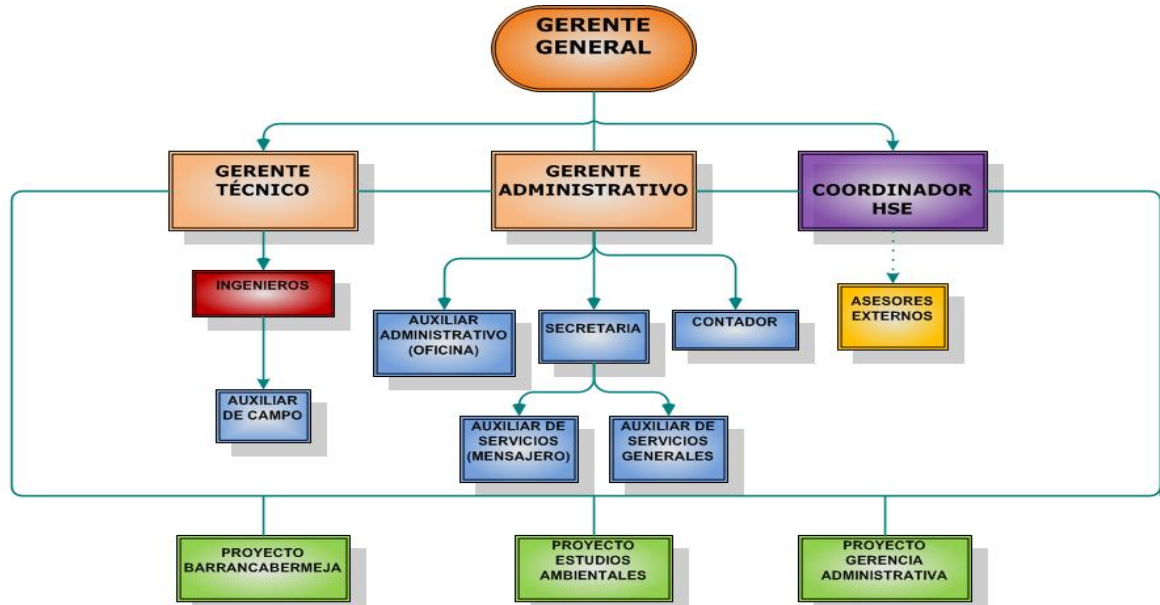 GERENTE
GENERAL
GERENTE
TÉCNICO
GERENTE
ADMINISTRATIVO
COORDINADOR
HSE
INGENIEROS
AUXILIAR
ADMINISTRATIVO
(OFICINA)
SECRETARIA
CONTADOR
ASESORES
EXTERNOS
AUXILIAR
DE CAMPO
AUXILIAR DE
SERVICIOS
(MENSAJERO)
AUXILIAR DE
SERVICIOS
GENERALES
PROYECTO
BARRANCABERMEJA
PROYECTO
ESTUDIOS
AMBIENTALES
PROYECTO
GERENCIA
ADMINISTRATIVA